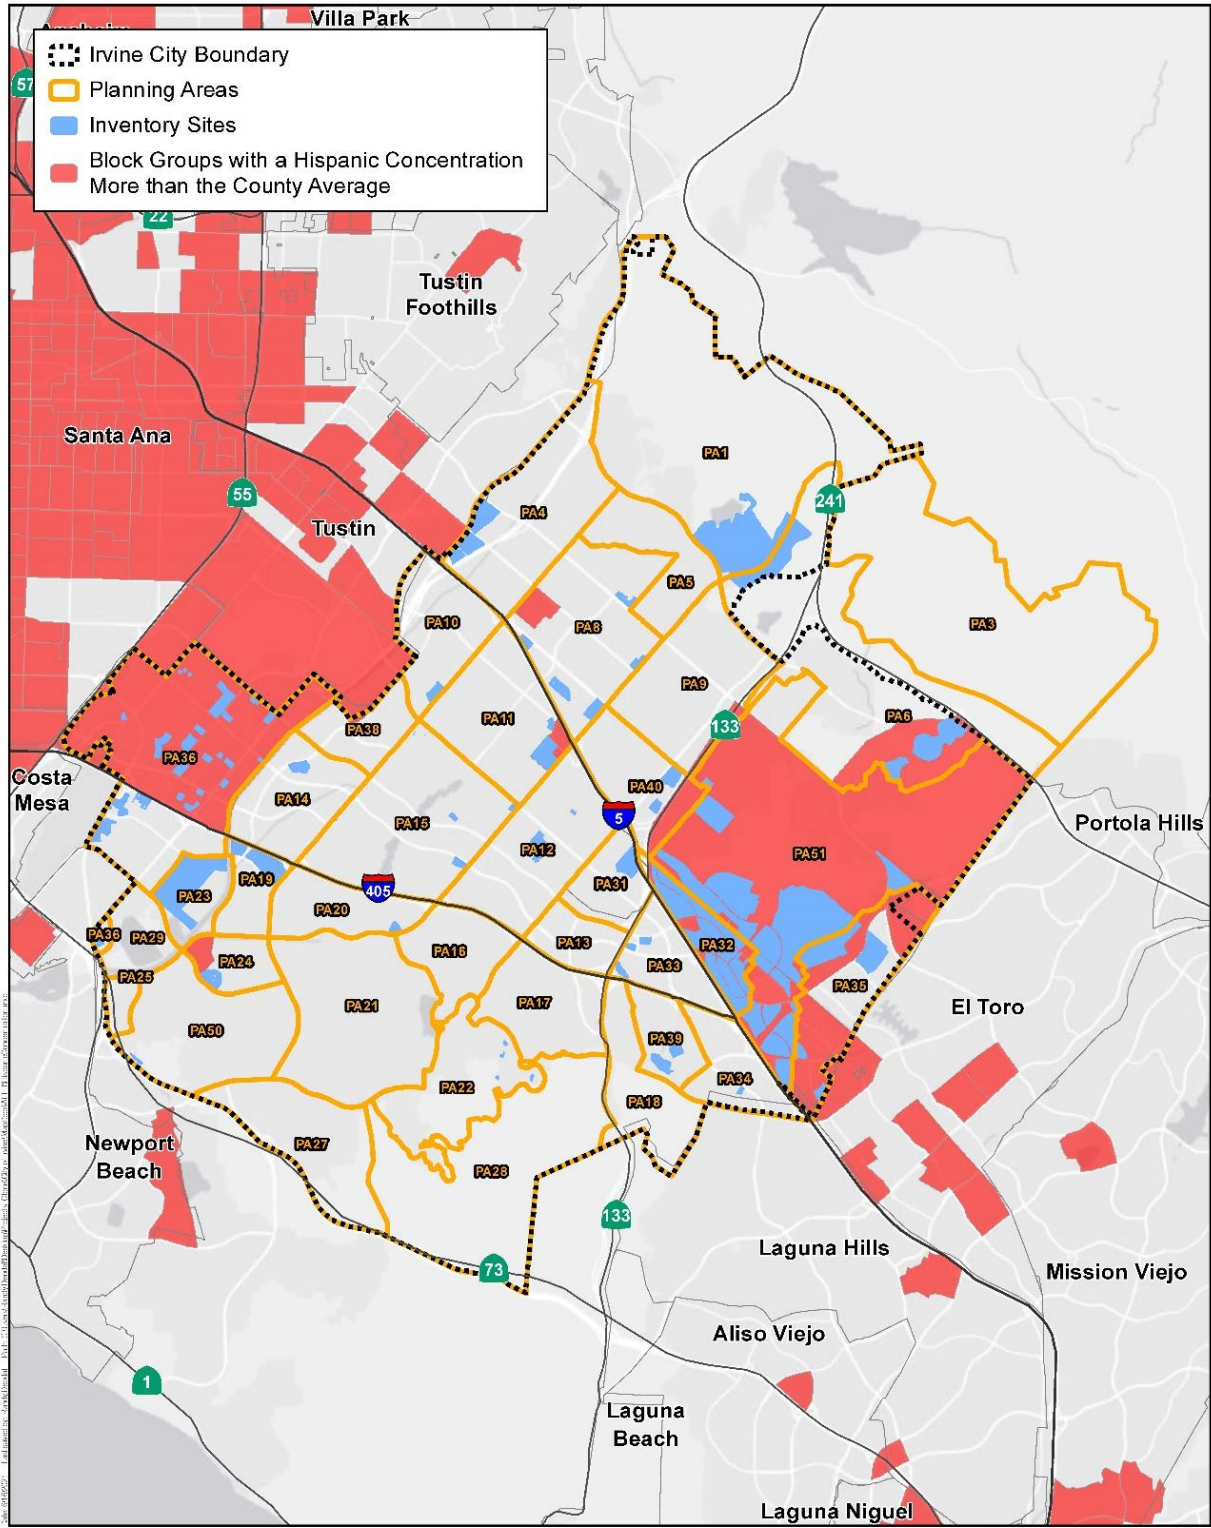 Villa Park
Anaheim
Irvine City Boundary
Planning Areas
Inventory Sites
Block Groups with a Hispanic Concentration
More than the County Average
57
22
Tustin
Foothills
Santa Ana
PA1
55
241
PA4
Tustin
PA5
PA10
PA8
PA3
PA9
PA11
PA6
133
PA38
PA36
Costa
Mesa
PA40
PA14
5
PA15
Portola Hills
PA12
PA51
PA19
405
PA31
PA23
PA20
PA36
PA29
PA13
PA32
PA16
PA24
PA33
PA25
PA35
PA17
PA21
El Toro
PA50
PA39
PA34
PA22
PA18
Newport
Beach
PA27
PA28
133
Laguna Hills
73
Mission Viejo
Aliso Viejo
1
Laguna
Beach
Laguna Niguel